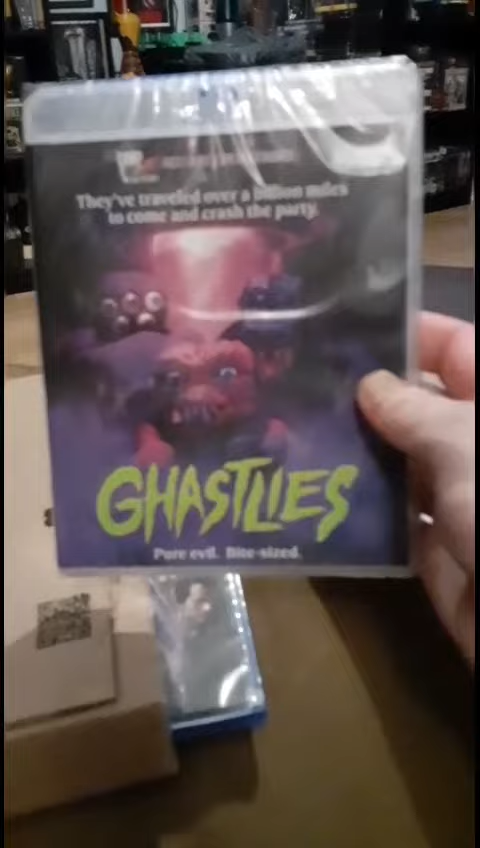 They've traveled over a billion miles
to come and crash the party.
GHASTLIES
Pure evil. Bite-sized.